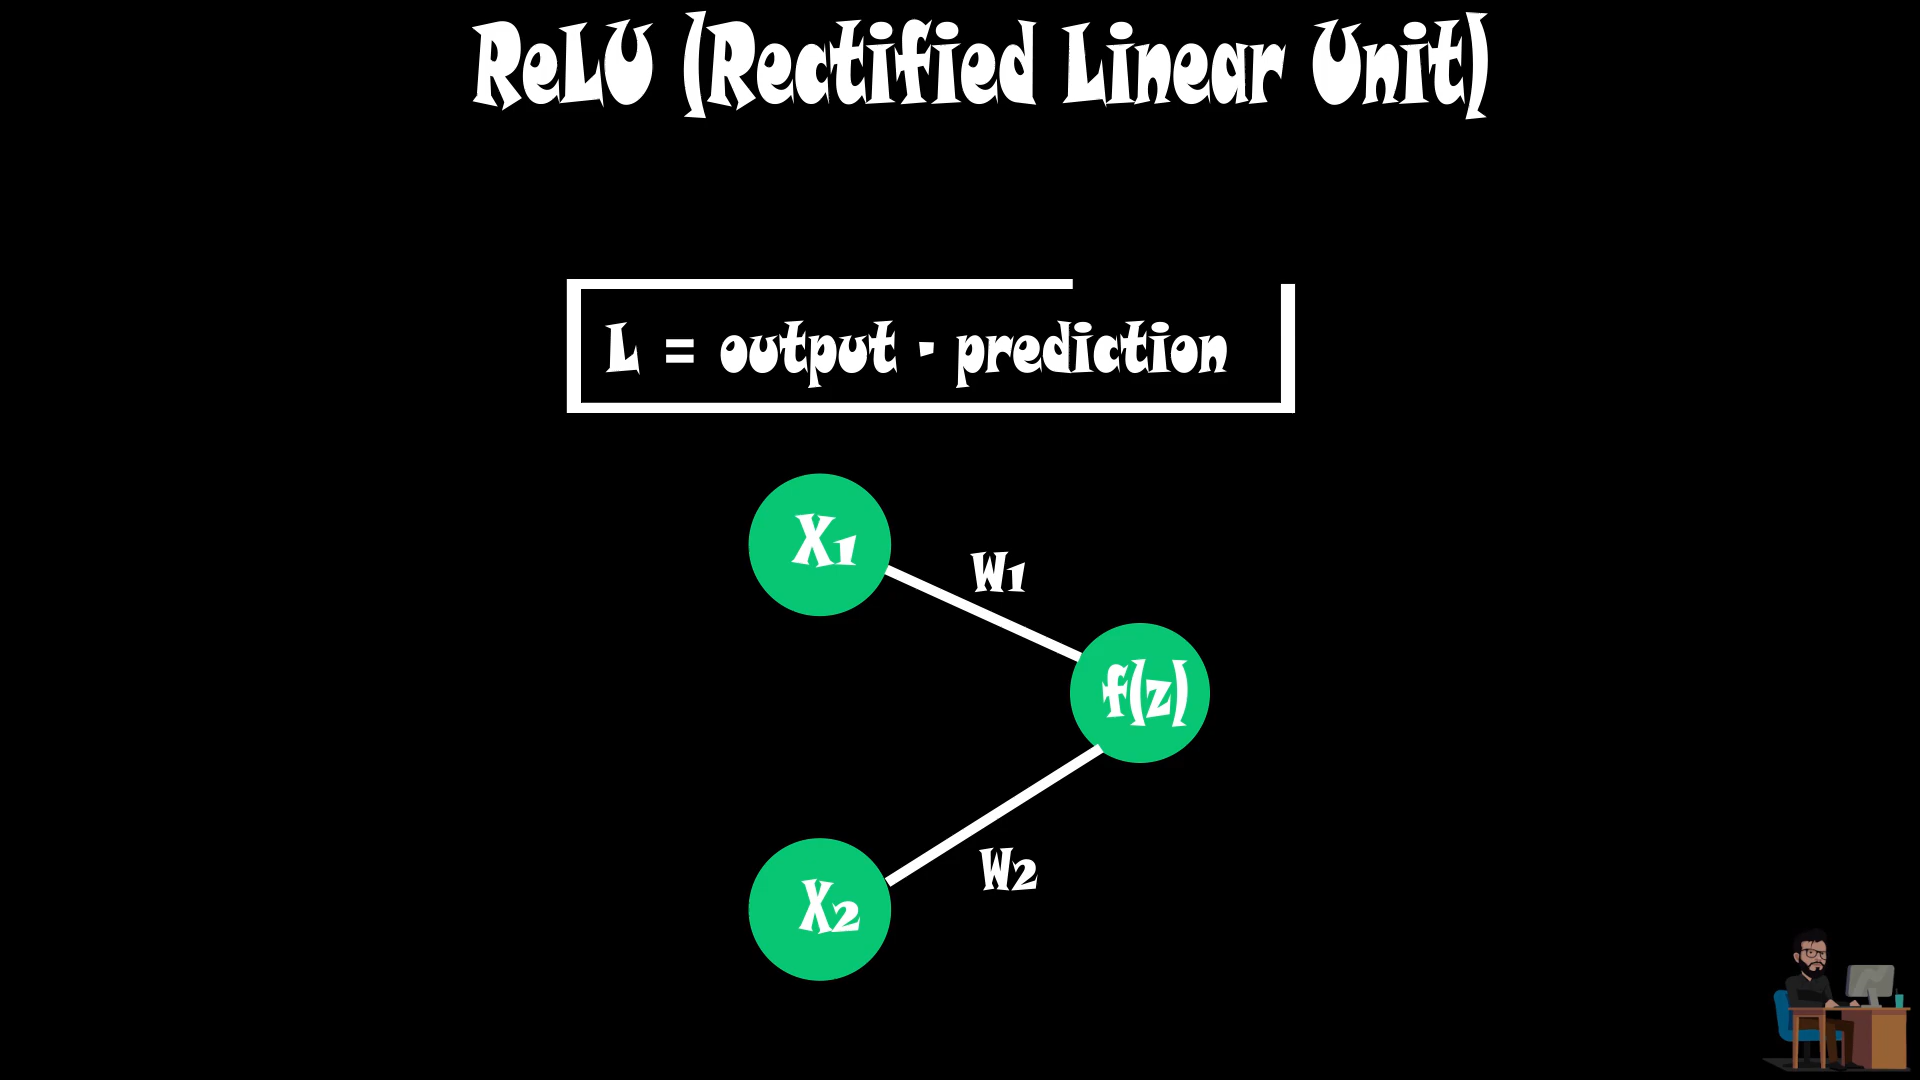 ReLU (Rectified Linear Unit)
L = output - prediction
X1
W1
f(z)
W2
X2